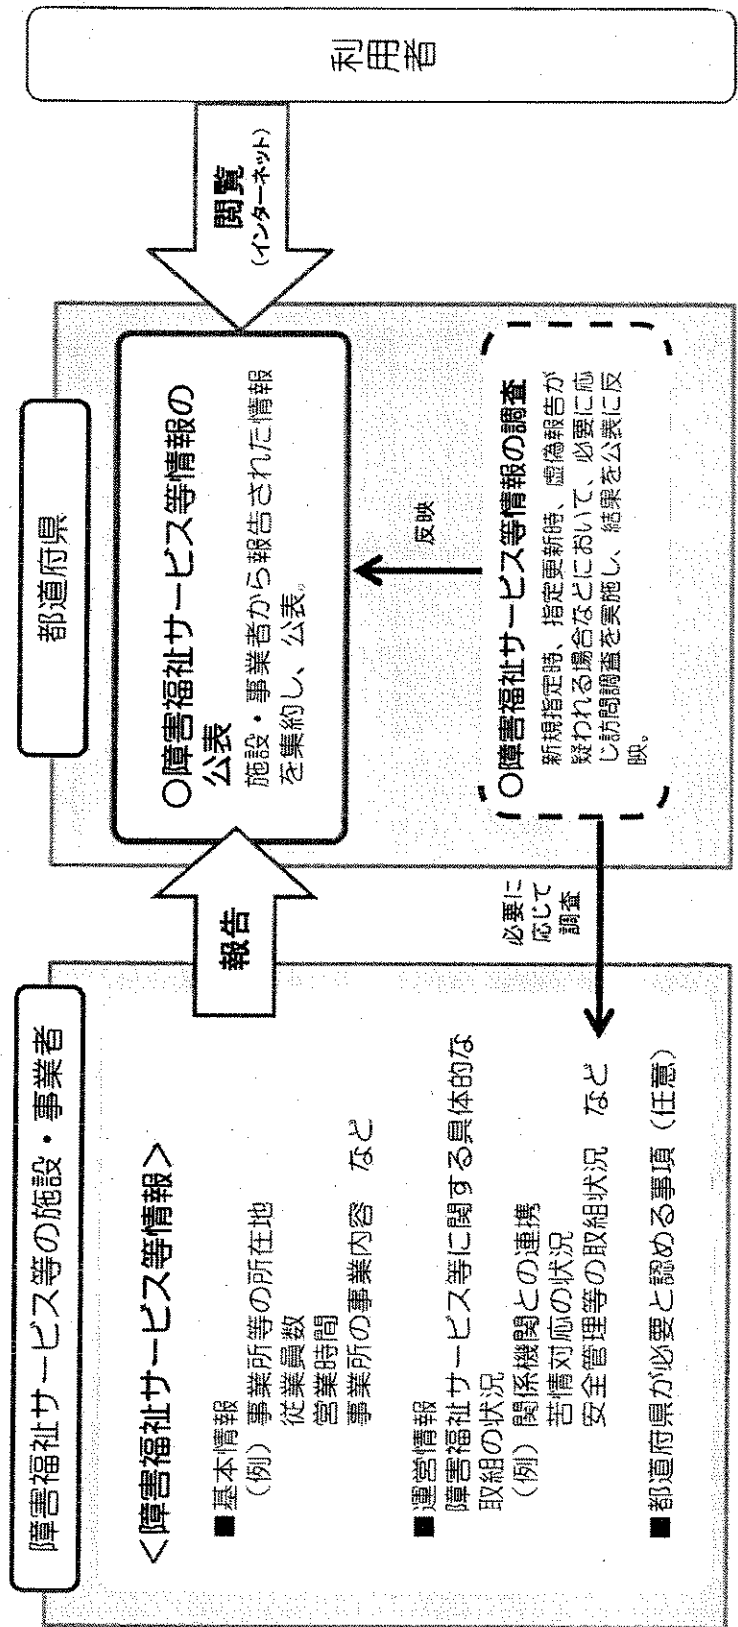 障害福祉サービス等の施設・事業者
<障害福祉サービス等情報>
■基本情報
(例)事業所等の所在地
従業員数
営業時間
事業所の事業内容 など
■運営情報
障害福祉サービス等に関する具体的な
取組の状況
(例)関係機関との連携
苦情対応の状況
安全管理等の取組状況 など
■都道府県が必要と認める事項(任意)
報告
必要に
応じて
調査
都道府県
○障害福祉サービス等情報の
公表
施設・事業者から報告された情報
を集約し、公表。
反映
○障害福祉サービス等情報の調査
新規指定時、指定更新時、虚偽報告が
疑われる場合などにおいて、必要に応
じ訪問調査を実施し、結果を公表に反
映。
閲覧
(インターネット)
利用者